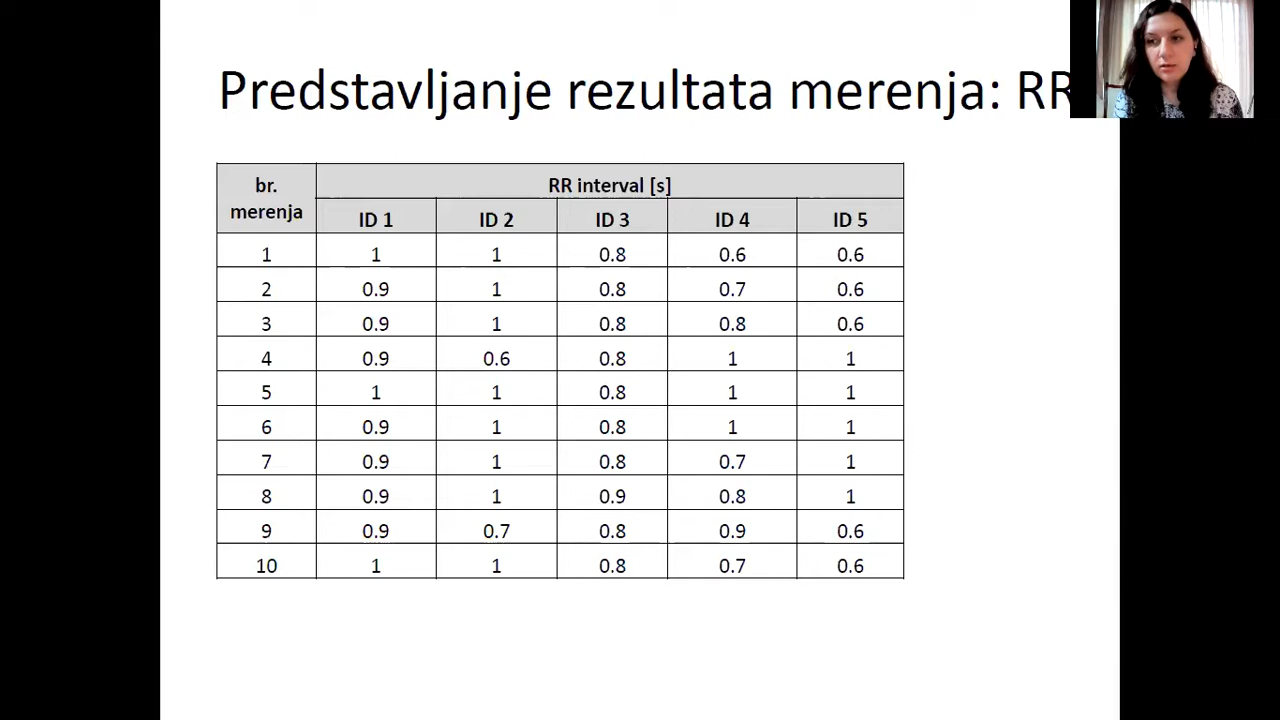 Predstavljanje rezultata merenja: RR
br. merenja RR interval [s]
ID 1 ID 2 ID 3 ID 4 ID 5
1 1 1 0.8 0.6 0.6
2 0.9 1 0.8 0.7 0.6
3 0.9 1 0.8 0.8 0.6
4 0.9 0.6 0.8 1 1
5 1 1 0.8 1 1
6 0.9 1 0.8 1 1
7 0.9 1 0.8 0.7 1
8 0.9 1 0.9 0.8 1
9 0.9 0.7 0.8 0.9 0.6
10 1 1 0.8 0.7 0.6